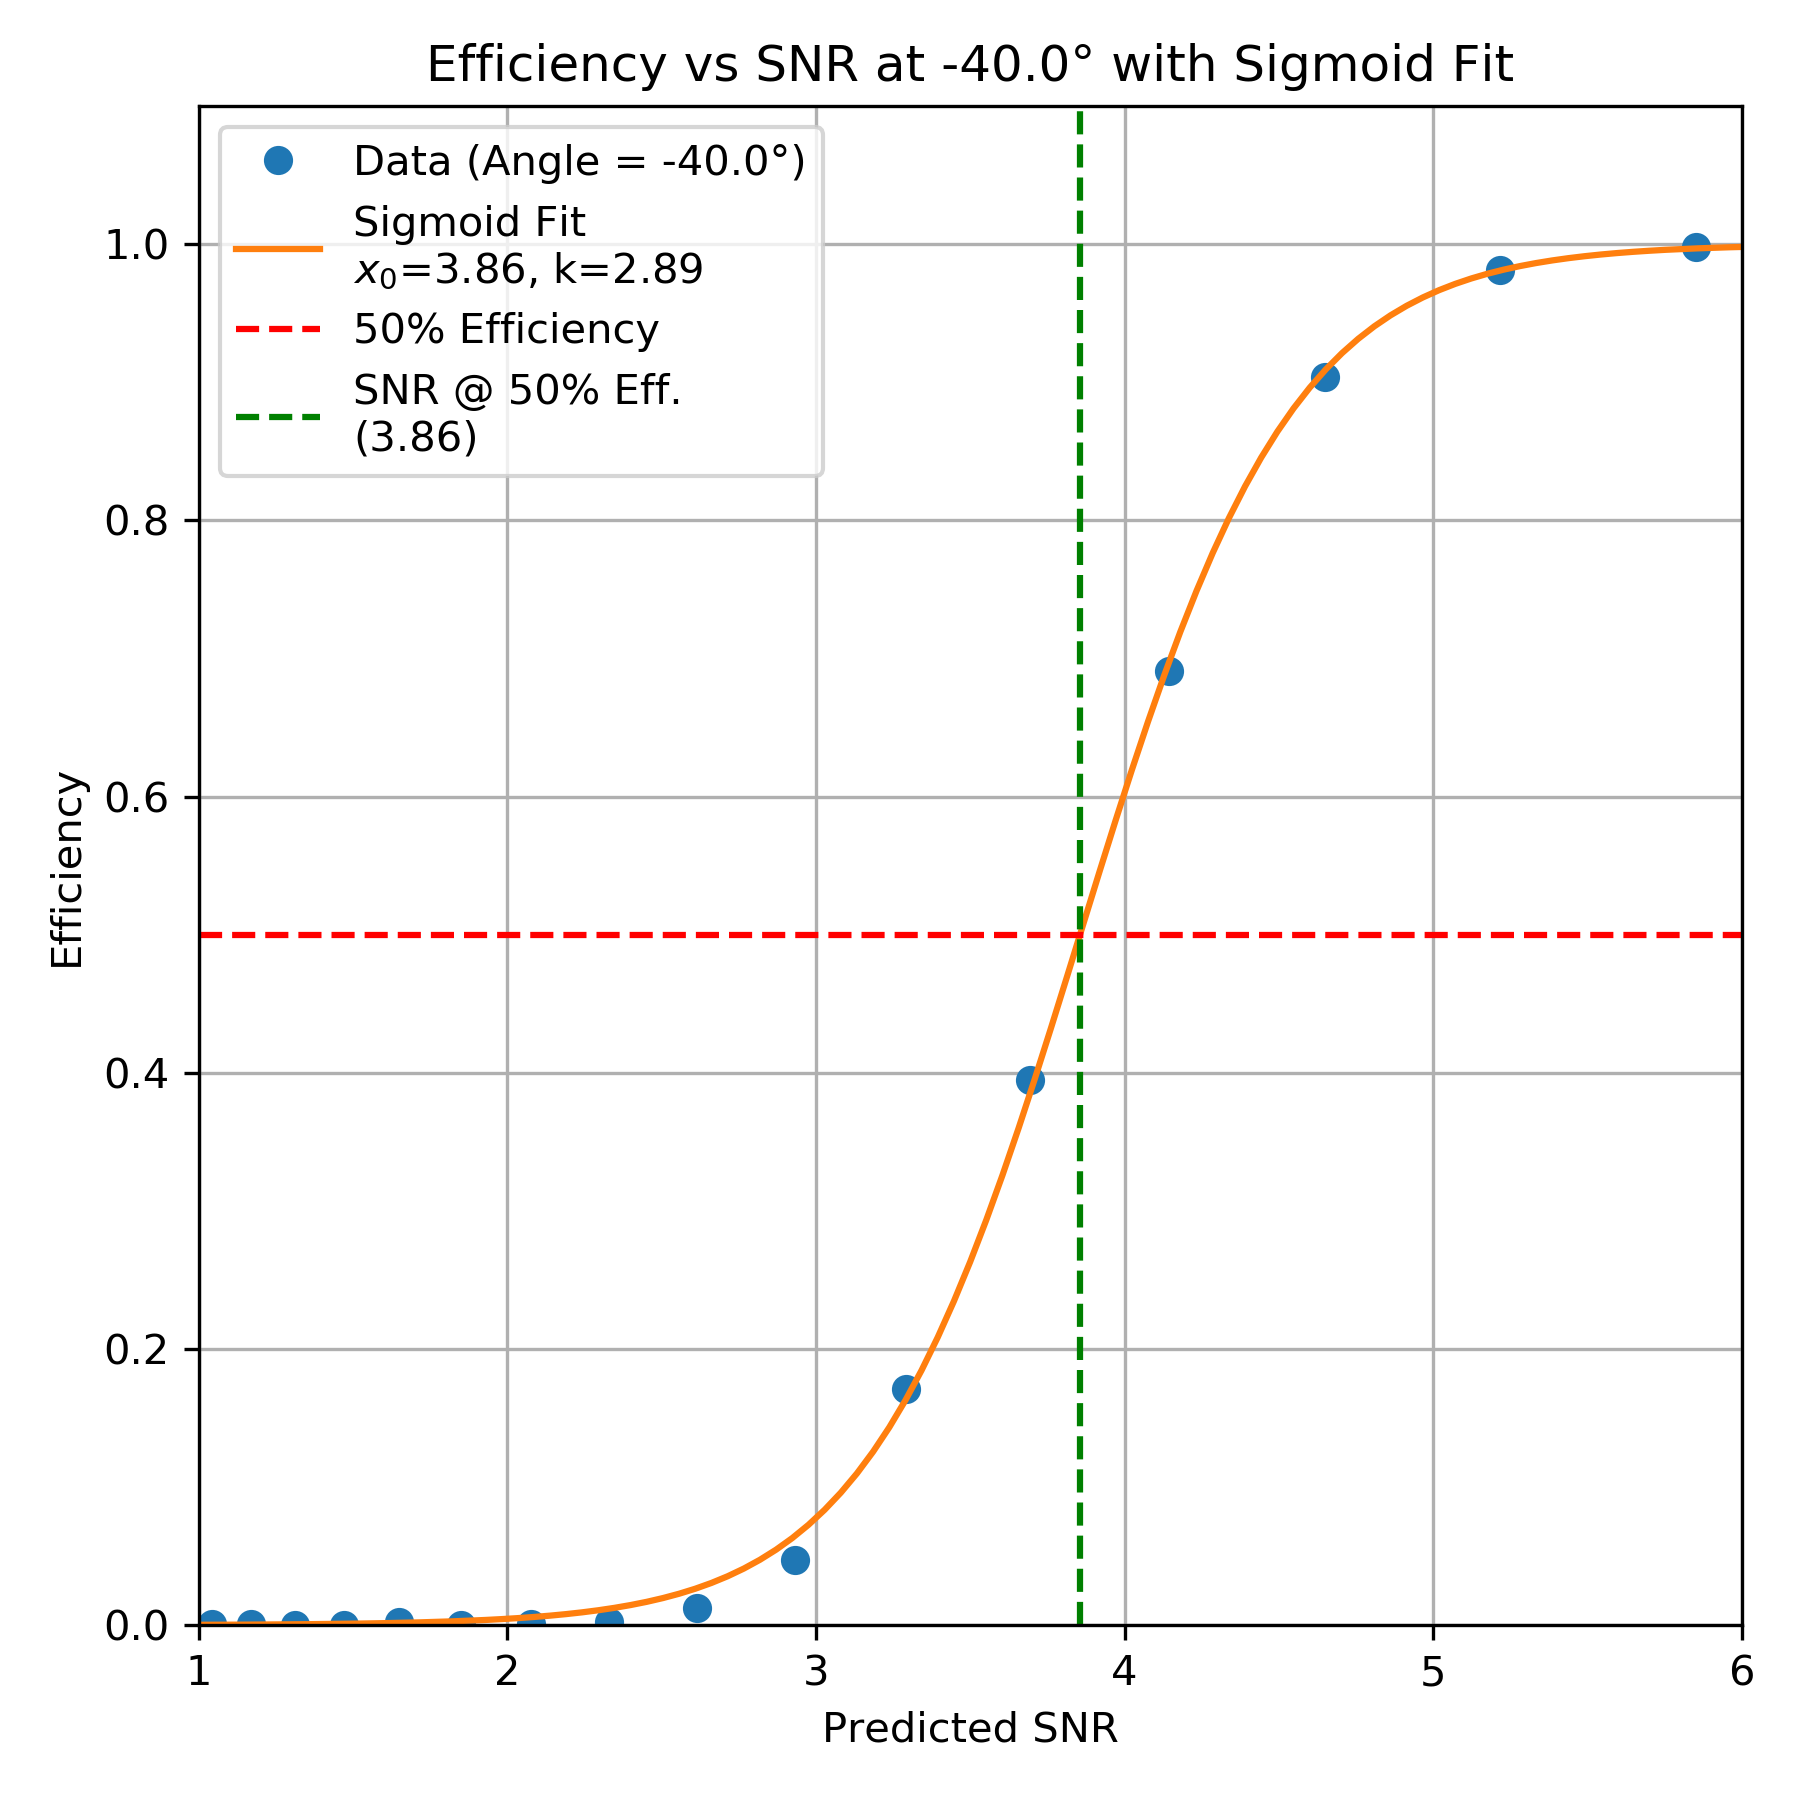 Efficiency vs SNR at -40.0° with Sigmoid Fit
Data (Angle = -40.0°)
Sigmoid Fit
x₀=3.86, k=2.89
50% Efficiency
SNR @ 50% Eff.
(3.86)
1.0
0.8
0.6
0.4
0.2
0.0
Efficiency
1 2 3 4 5 6
Predicted SNR